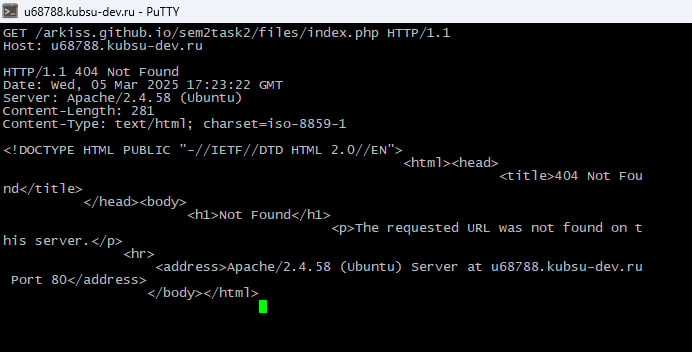 u68788.kubsu-dev.ru - PuTTY
GET /arkiss.github.io/sem2task2/files/index.php HTTP/1.1
Host: u68788.kubsu-dev.ru
HTTP/1.1 404 Not Found
Date: Wed, 05 Mar 2025 17:23:22 GMT
Server: Apache/2.4.58 (Ubuntu)
Content-Length: 281
Content-Type: text/html; charset=iso-8859-1
<!DOCTYPE HTML PUBLIC "-//IETF//DTD HTML 2.0//EN">
<html><head>
<title>404 Not Fou
nd</title>
</head><body>
<h1>Not Found</h1>
<p>The requested URL was not found on t
his server.</p>
<hr>
<address>Apache/2.4.58 (Ubuntu) Server at u68788.kubsu-dev.ru
Port 80</address>
</body></html>